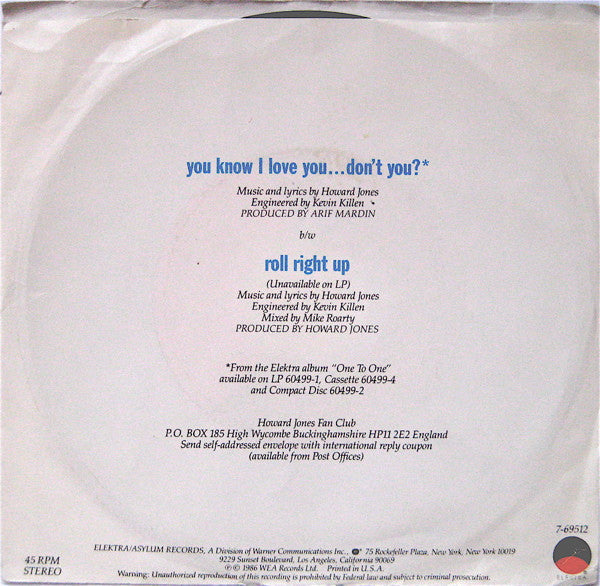 you know I love you...don't you?*
Music and lyrics by Howard Jones
Engineered by Kevin Killen
PRODUCED BY ARIF MARDIN
b/w
roll right up
(Unavailable on LP)
Music and lyrics by Howard Jones
Engineered by Kevin Killen
Mixed by Mike Roarty
PRODUCED BY HOWARD JONES
*From the Elektra album "One To One"
available on LP 60499-1, Cassette 60499-4
and Compact Disc 60499-2
Howard Jones Fan Club
P.O. BOX 185 High Wycombe Buckinghamshire HP11 2E2 England
Send self-addressed envelope with international reply coupon
(available from Post Offices)
7-69512
ELEKTRA/ASYLUM RECORDS, A Division of Warner Communications Inc., 75 Rockefeller Plaza, New York, New York 10019
9229 Sunset Boulevard, Los Angeles, California 90069
℗ © 1986 WEA Records Ltd. Printed in U.S.A.
Warning: Unauthorized reproduction of this recording is prohibited by Federal law and subject to criminal prosecution.
45 RPM
STEREO
ELEKTRA